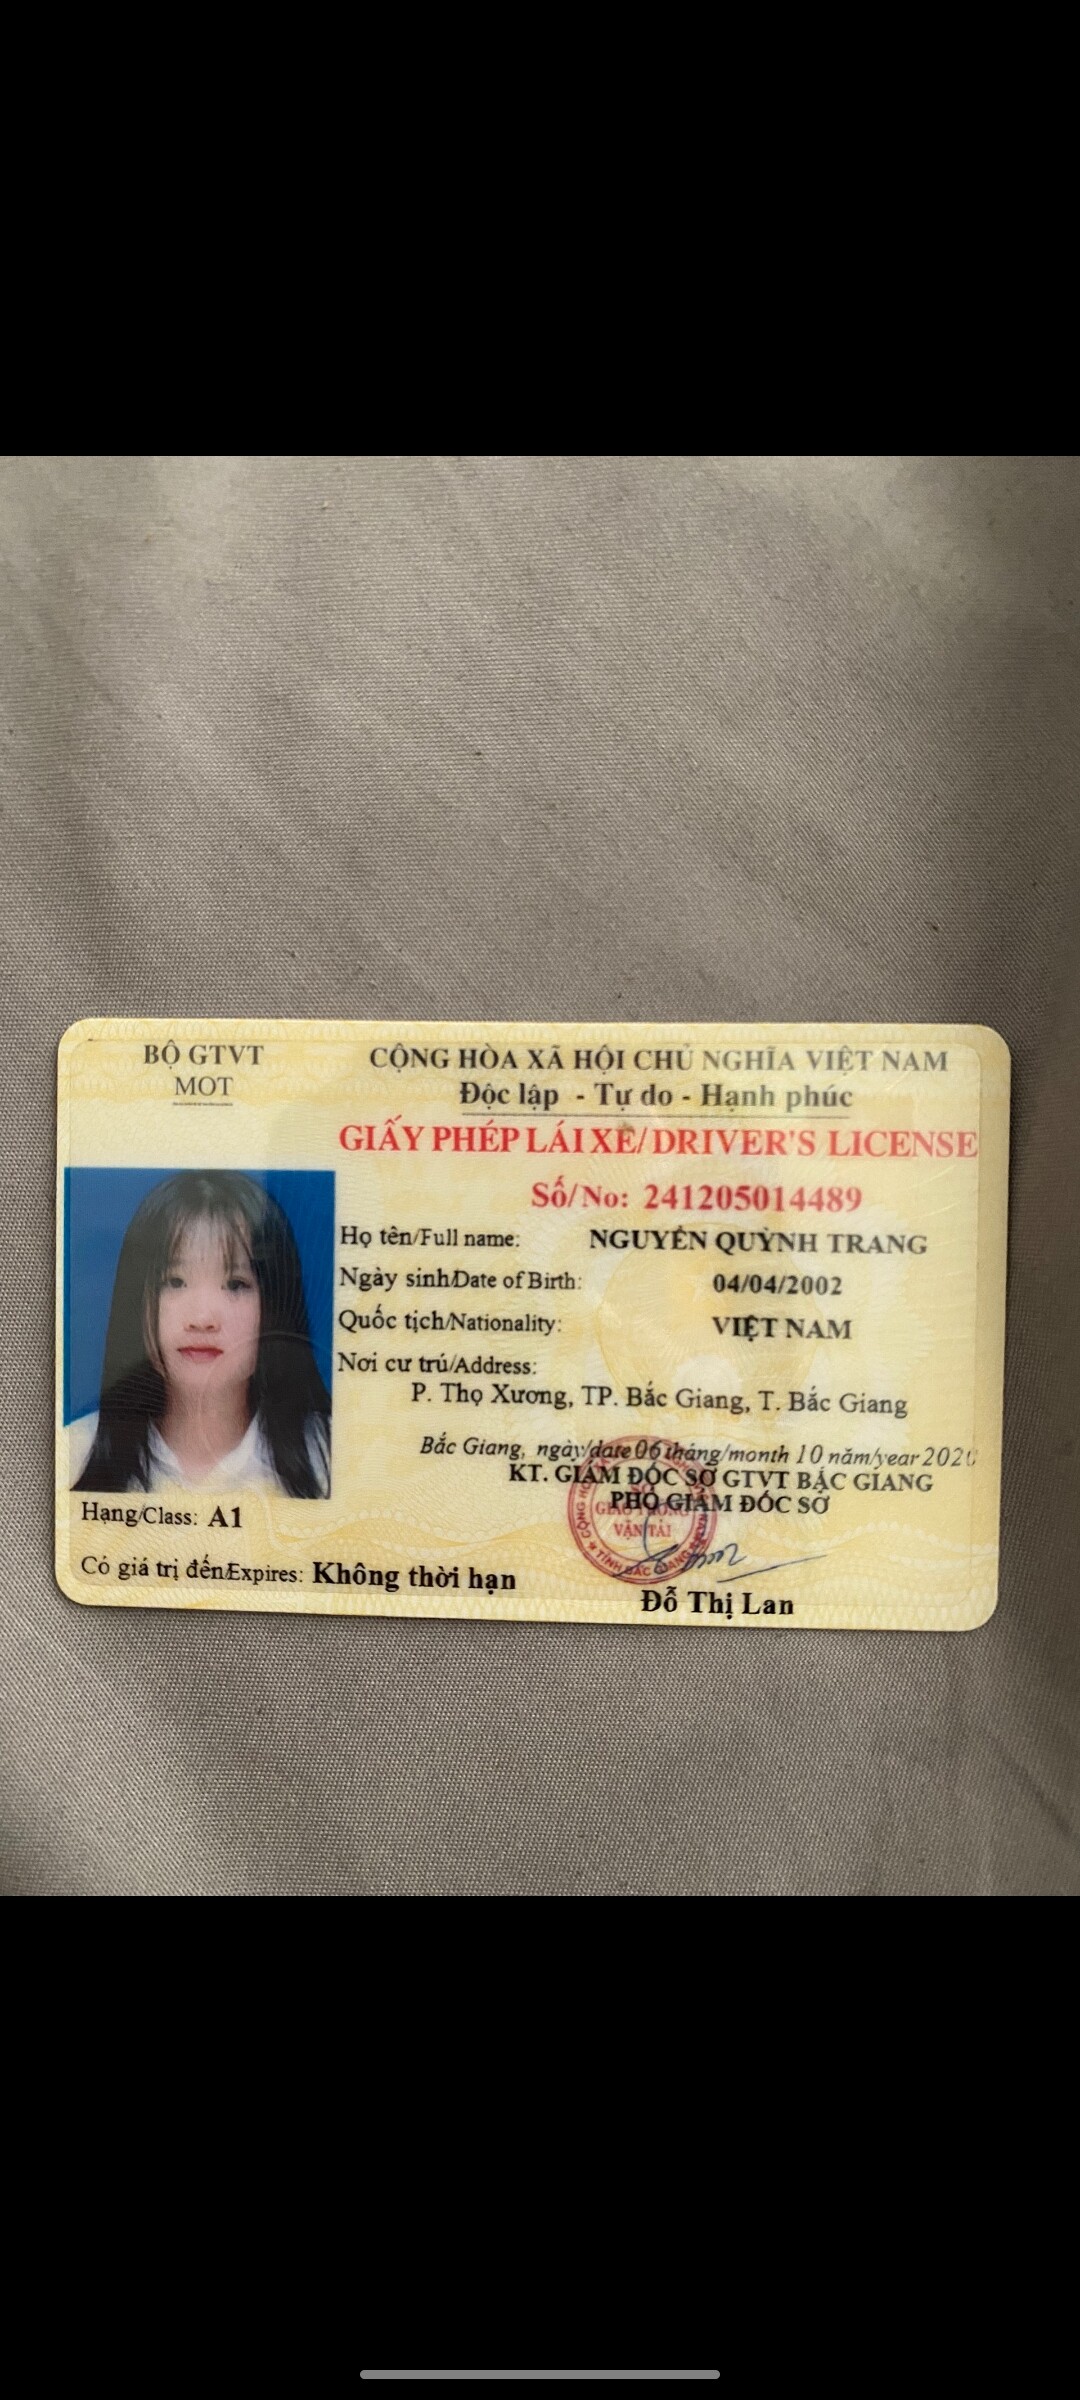 BỘ GTVT
MOT
CỘNG HÒA XÃ HỘI CHỦ NGHĨA VIỆT NAM
Độc lập - Tự do - Hạnh phúc
GIẤY PHÉP LÁI XE/ DRIVER'S LICENSE
Số/ No: 241205014489
Họ tên/Full name: NGUYỄN QUỲNH TRANG
Ngày sinh/Date of Birth: 04/04/2002
Quốc tịch/Nationality: VIỆT NAM
Nơi cư trú/Address:
P. Thọ Xương, TP. Bắc Giang, T. Bắc Giang
Bắc Giang, ngày/date 06 tháng/month 10 năm/year 2020
KT. GIÁM ĐỐC SỞ GTVT BẮC GIANG
PHÓ GIÁM ĐỐC SỞ
VẬN TẢI
Đỗ Thị Lan
Hạng/Class: A1
Có giá trị đến/Expires: Không thời hạn